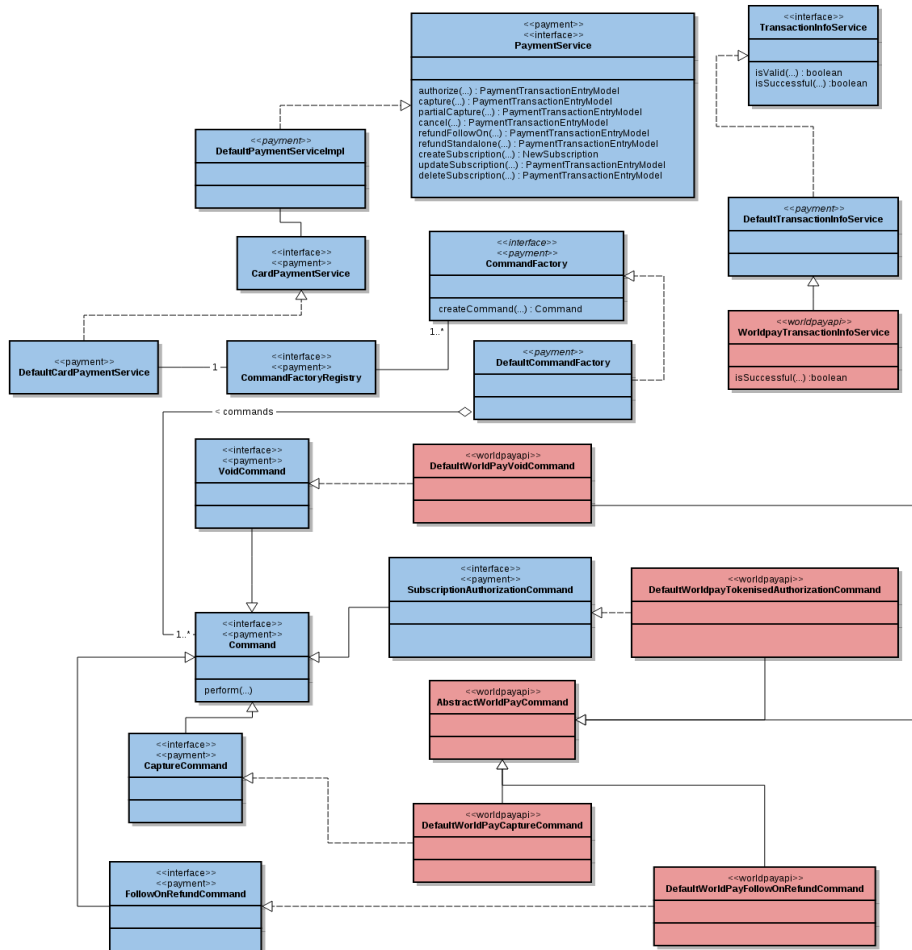 <<payment>>
<<interface>>
PaymentService
authorize(...) : PaymentTransactionEntryModel
capture(...) : PaymentTransactionEntryModel
partialCapture(...) : PaymentTransactionEntryModel
cancel(...) : PaymentTransactionEntryModel
refundFollowOn(...) : PaymentTransactionEntryModel
refundStandalone(...) : PaymentTransactionEntryModel
createSubscription(...) : NewSubscription
updateSubscription(...) : PaymentTransactionEntryModel
deleteSubscription(...) : PaymentTransactionEntryModel
<<interface>>
TransactionInfoService
isValid(...) : boolean
isSuccessful(...) :boolean
<<payment>>
DefaultPaymentServiceImpl
<<payment>>
DefaultTransactionInfoService
<<interface>>
<<payment>>
CardPaymentService
<<interface>>
<<payment>>
CommandFactory
createCommand(...) : Command
1..*
<<worldpayapi>>
WorldpayTransactionInfoService
isSuccessful(...) :boolean
<<payment>>
DefaultCardPaymentService
1
<<interface>>
<<payment>>
CommandFactoryRegistry
<<payment>>
DefaultCommandFactory
< commands
<<interface>>
<<payment>>
VoidCommand
<<worldpayapi>>
DefaultWorldPayVoidCommand
<<interface>>
<<payment>>
SubscriptionAuthorizationCommand
<<worldpayapi>>
DefaultWorldpayTokenisedAuthorizationCommand
1..*
<<interface>>
<<payment>>
Command
perform(...)
<<worldpayapi>>
AbstractWorldPayCommand
<<interface>>
<<payment>>
CaptureCommand
<<worldpayapi>>
DefaultWorldPayCaptureCommand
<<interface>>
<<payment>>
FollowOnRefundCommand
<<worldpayapi>>
DefaultWorldPayFollowOnRefundCommand